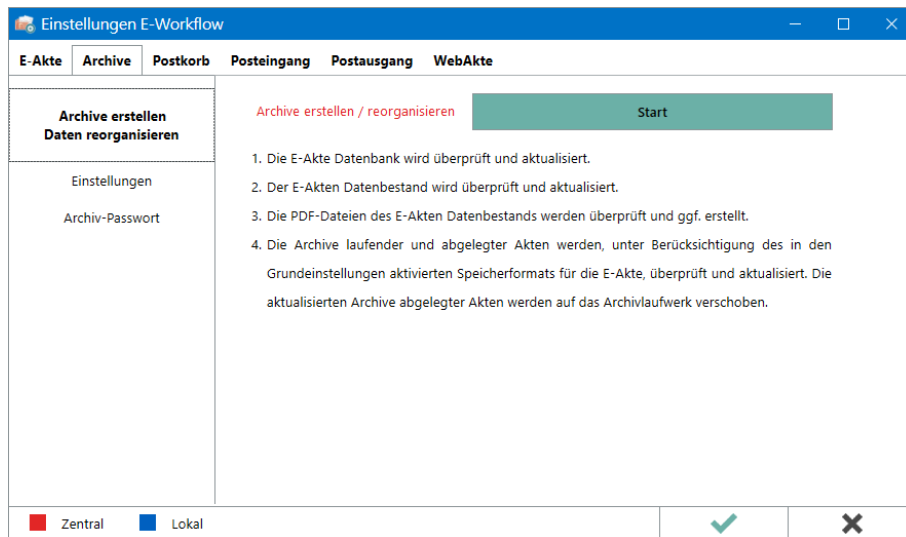 Einstellungen E-Workflow
E-Akte Archive Postkorb Posteingang Postausgang WebAkte
Archive erstellen
Daten reorganisieren
Einstellungen
Archiv-Passwort
Archive erstellen / reorganisieren Start
1. Die E-Akte Datenbank wird überprüft und aktualisiert.
2. Der E-Akten Datenbestand wird überprüft und aktualisiert.
3. Die PDF-Dateien des E-Akten Datenbestands werden überprüft und ggf. erstellt.
4. Die Archive laufender und abgelegter Akten werden, unter Berücksichtigung des in den
Grundeinstellungen aktivierten Speicherformats für die E-Akte, überprüft und aktualisiert. Die
aktualisierten Archive abgelegter Akten werden auf das Archivlaufwerk verschoben.
Zentral Lokal